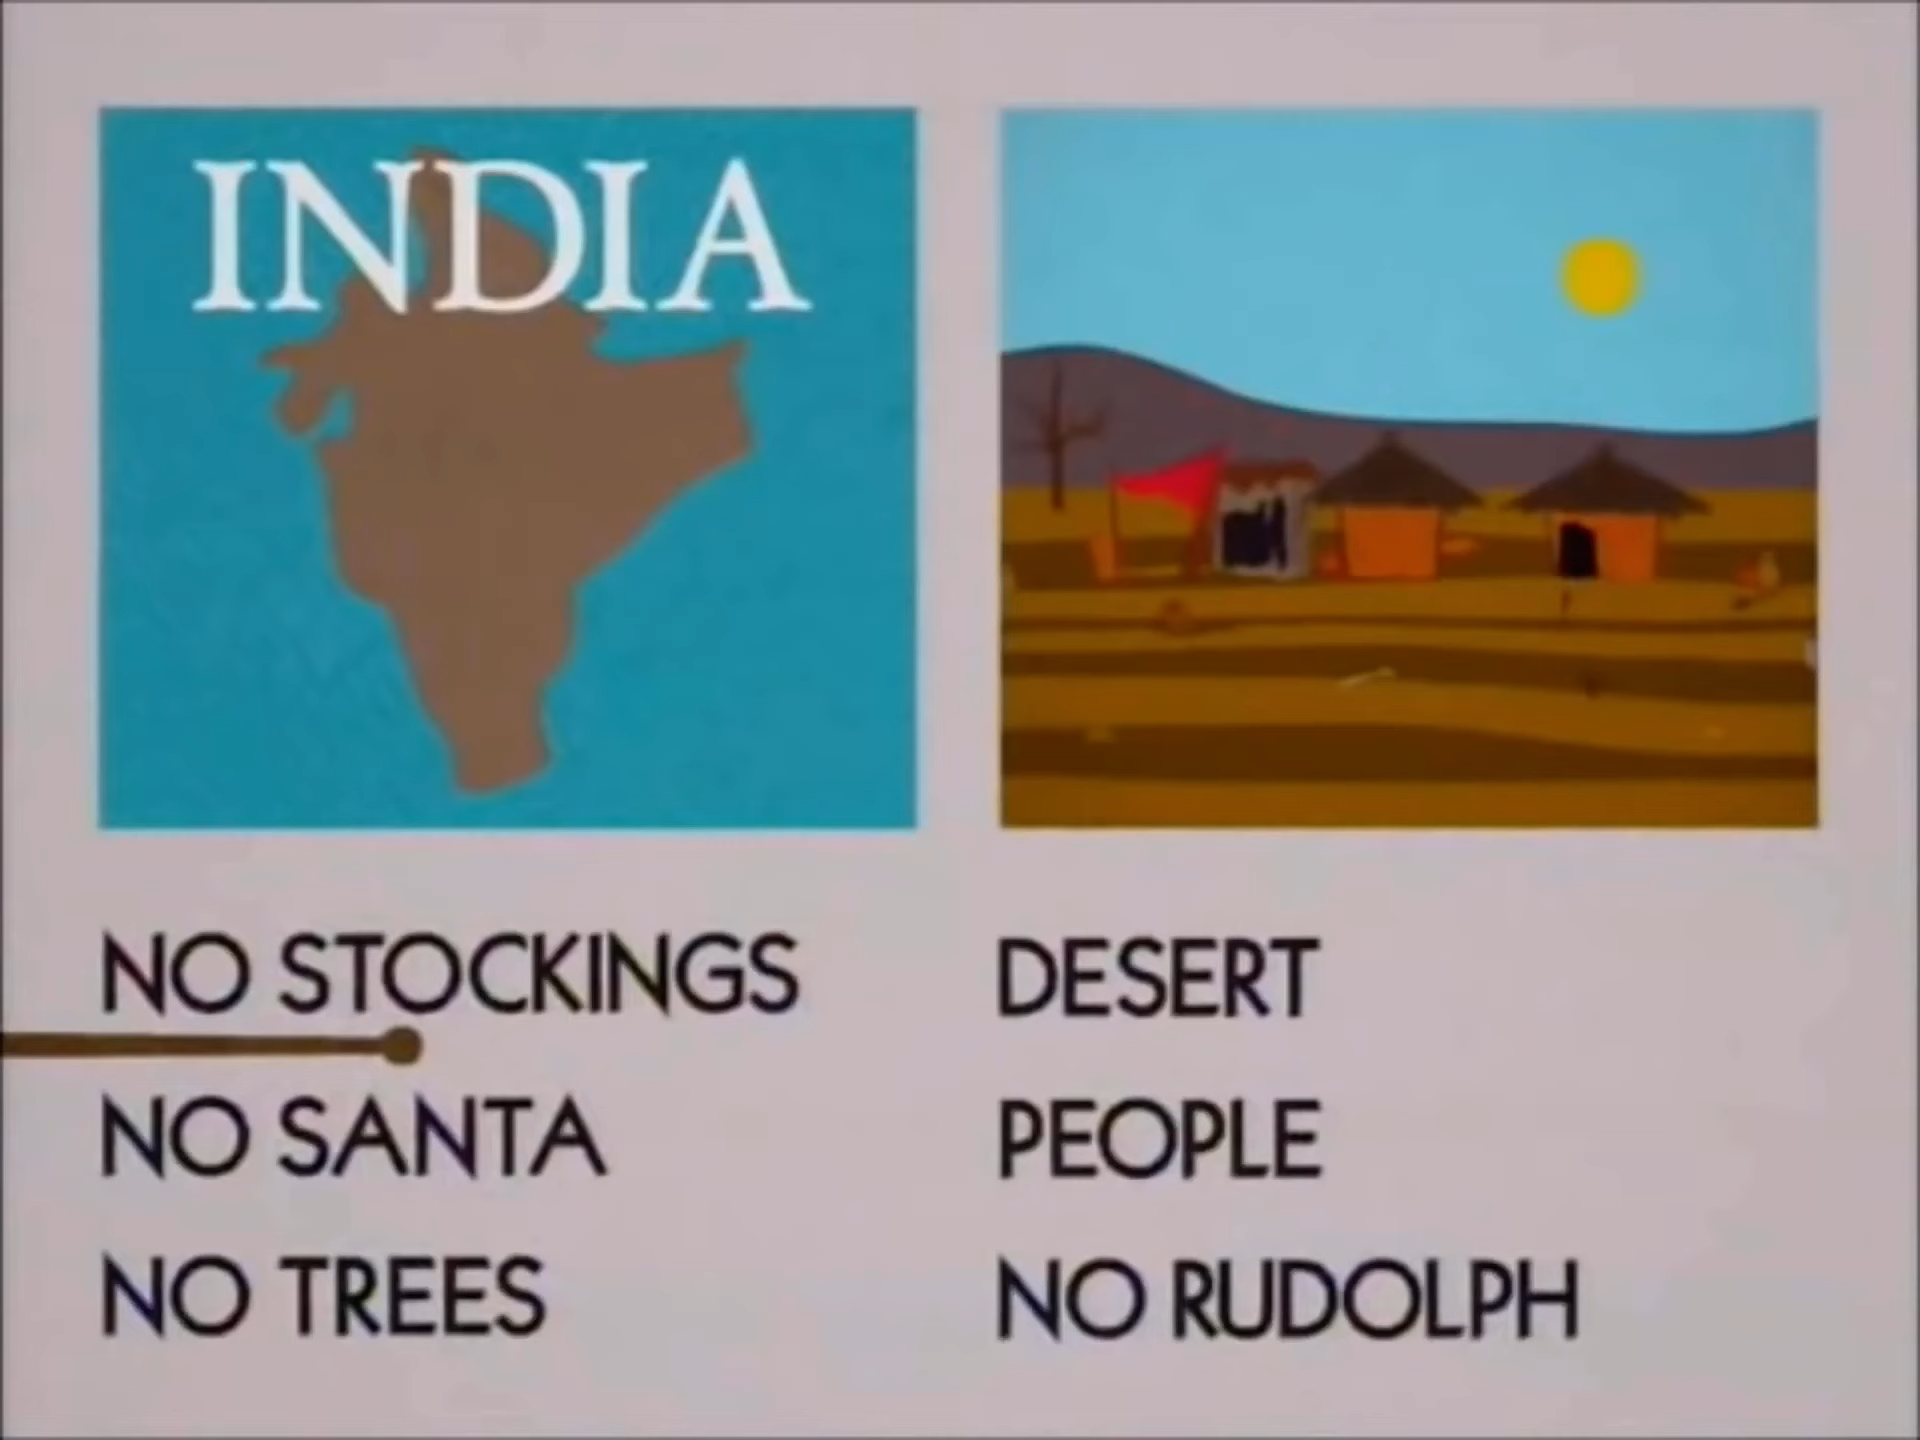 INDIA
NO STOCKINGS
NO SANTA
NO TREES
DESERT
PEOPLE
NO RUDOLPH